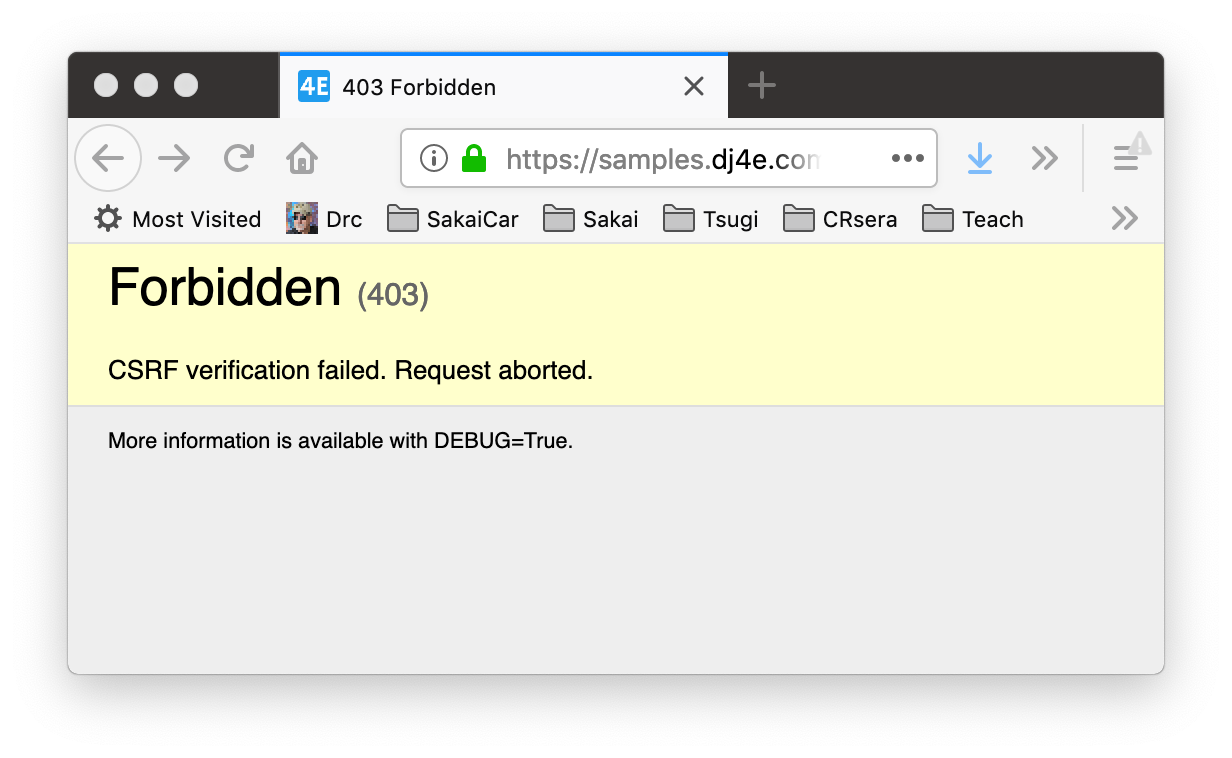 4E 403 Forbidden
https://samples.dj4e.com
Most Visited Drc SakaiCar Sakai Tsugi CRsera Teach
Forbidden (403)
CSRF verification failed. Request aborted.
More information is available with DEBUG=True.